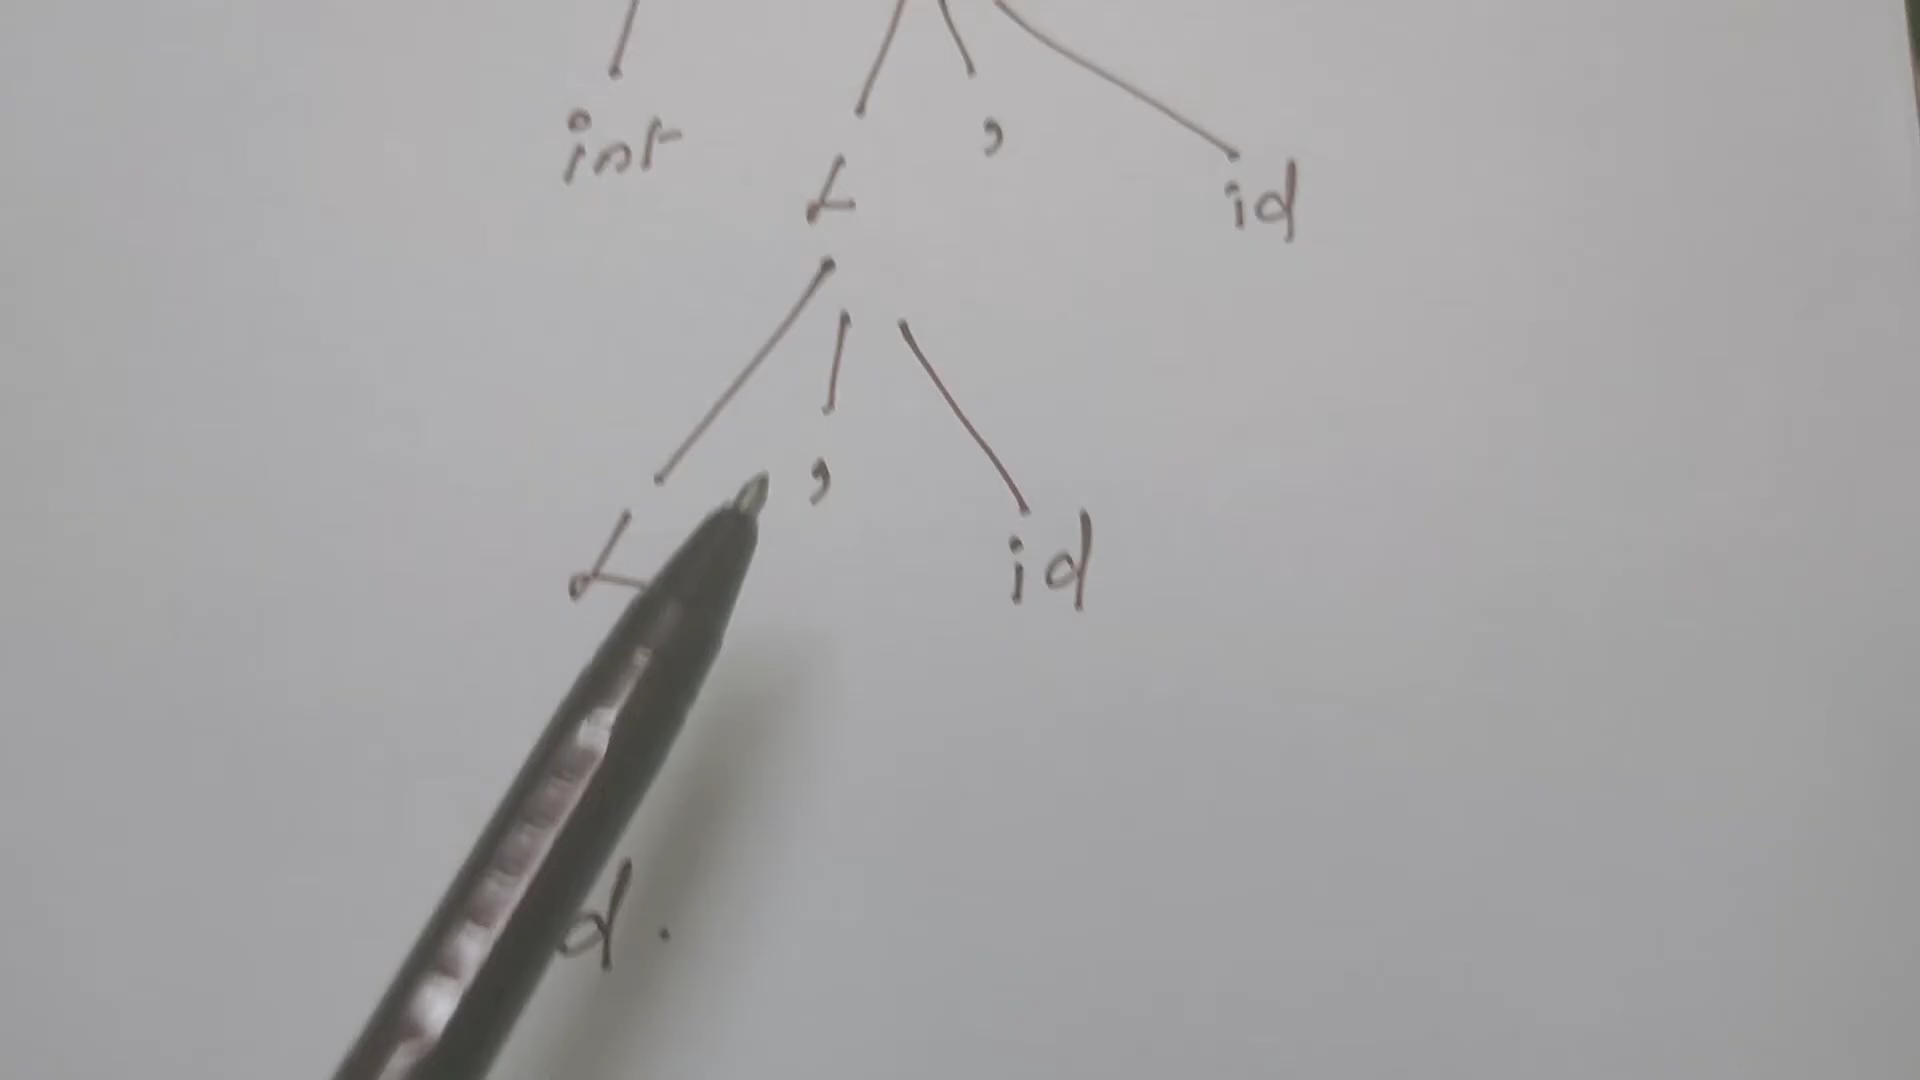 int L , id
L , id
d.